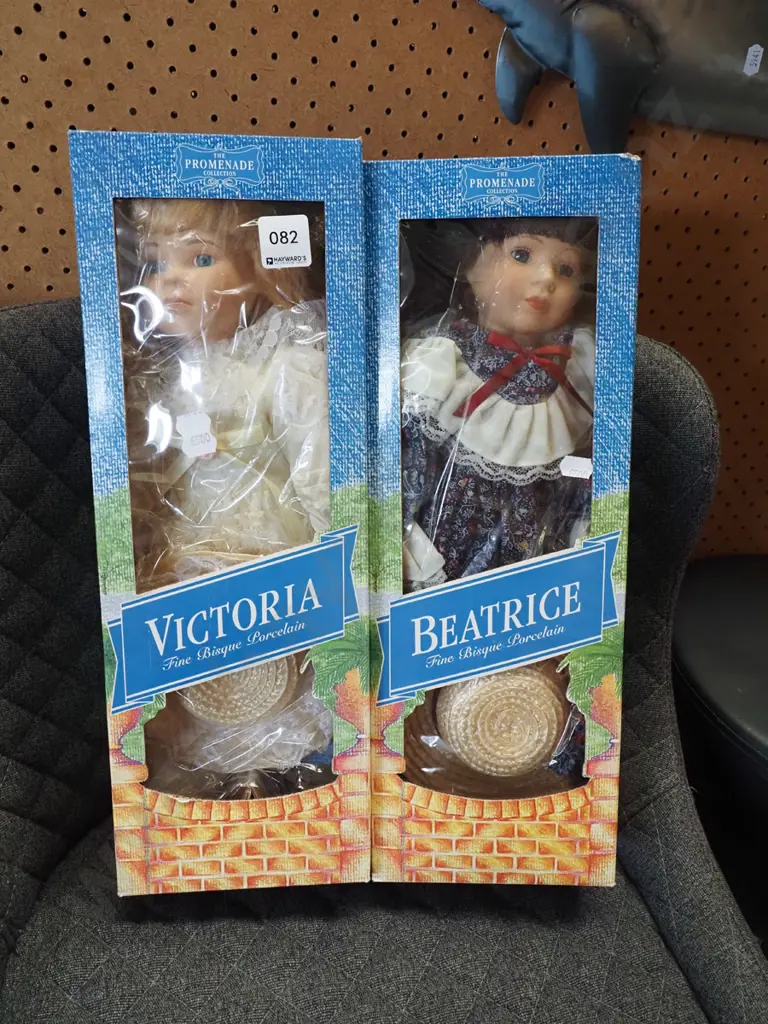 THE
PROMENADE
COLLECTION
082
HAYWARD'S
VICTORIA
Fine Bisque Porcelain
THE
PROMENADE
COLLECTION
BEATRICE
Fine Bisque Porcelain